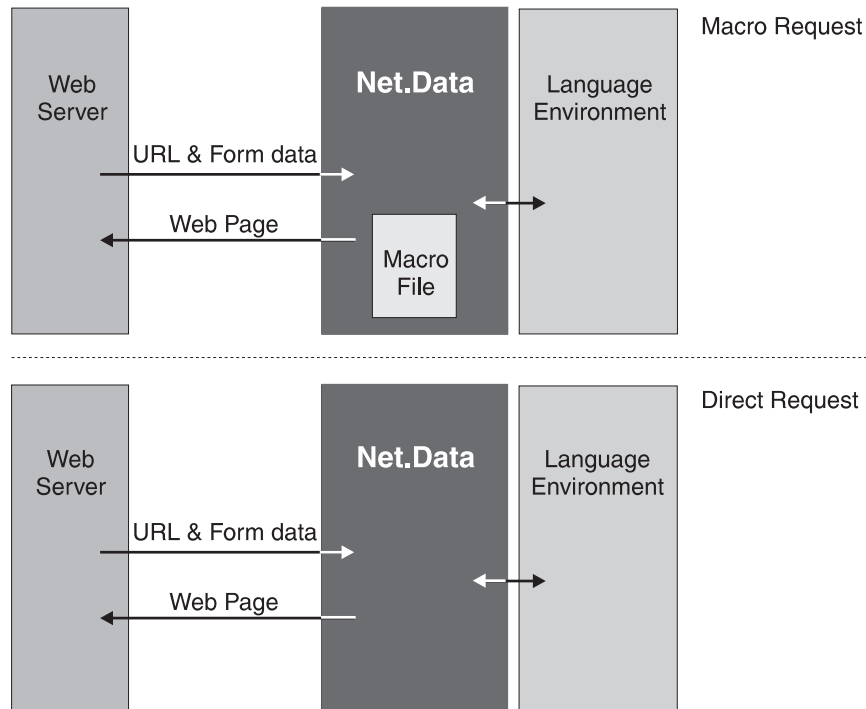 Macro Request
Web
Server
Net.Data
Language
Environment
URL & Form data
Web Page
Macro
File
Direct Request
Web
Server
Net.Data
Language
Environment
URL & Form data
Web Page